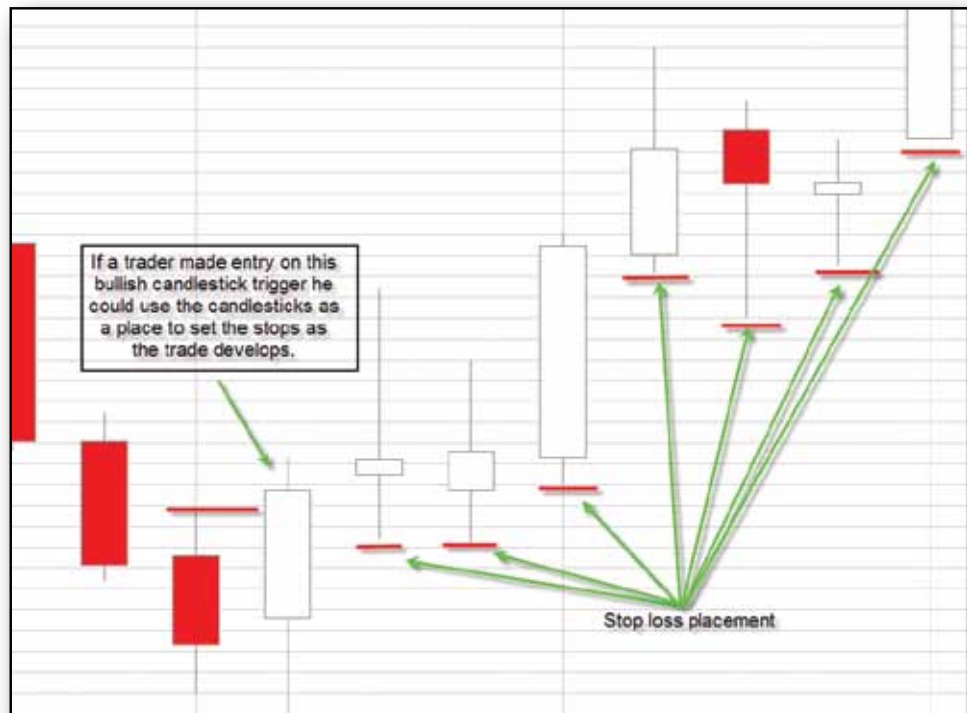 If a trader made entry on this
bullish candlestick trigger he
could use the candlesticks as
a place to set the stops as
the trade develops.
Stop loss placement